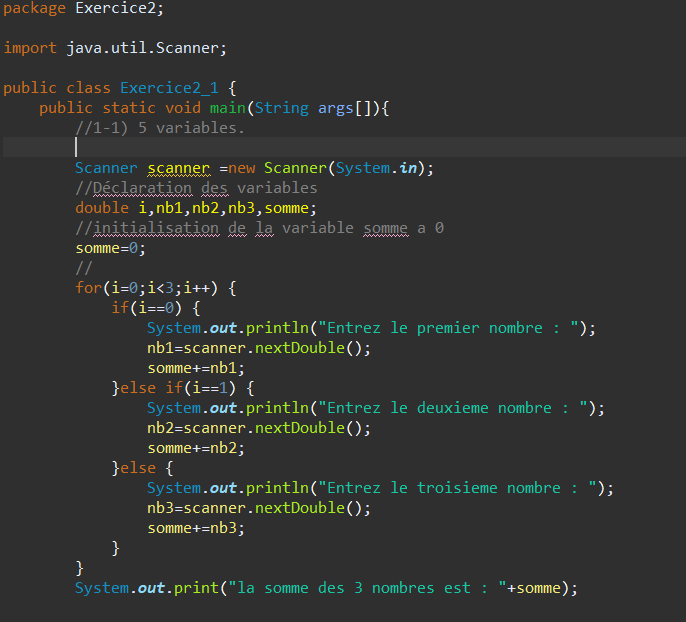 package Exercice2;
import java.util.Scanner;
public class Exercice2_1 {
public static void main(String args[]){
//1-1) 5 variables.
Scanner scanner =new Scanner(System.in);
//Déclaration des variables
double i,nb1,nb2,nb3,somme;
//initialisation de la variable somme a 0
somme=0;
//
for(i=0;i<3;i++) {
if(i==0) {
System.out.println("Entrez le premier nombre : ");
nb1=scanner.nextDouble();
somme+=nb1;
}else if(i==1) {
System.out.println("Entrez le deuxieme nombre : ");
nb2=scanner.nextDouble();
somme+=nb2;
}else {
System.out.println("Entrez le troisieme nombre : ");
nb3=scanner.nextDouble();
somme+=nb3;
}
}
System.out.print("la somme des 3 nombres est : "+somme);